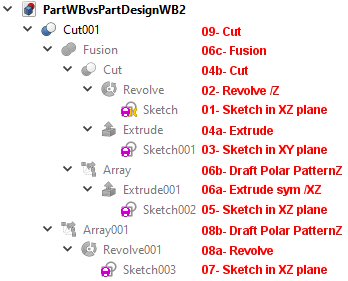 PartWBvsPartDesignWB2
Cut001 09- Cut
Fusion 06c- Fusion
Cut 04b- Cut
Revolve 02- Revolve /Z
Sketch 01- Sketch in XZ plane
Extrude 04a- Extrude
Sketch001 03- Sketch in XY plane
Array 06b- Draft Polar PatternZ
Extrude001 06a- Extrude sym /XZ
Sketch002 05- Sketch in XZ plane
Array001 08b- Draft Polar PatternZ
Revolve001 08a- Revolve
Sketch003 07- Sketch in XZ plane